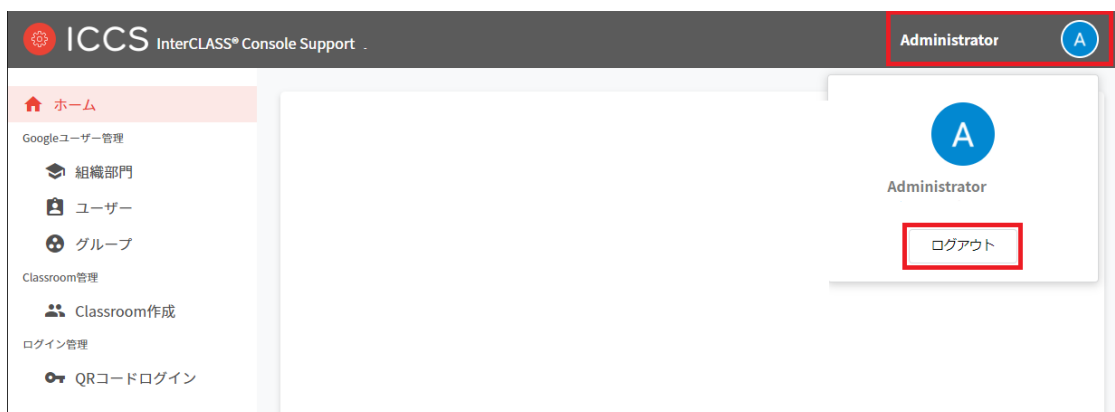 ICCS InterCLASS® Console Support .
Administrator
A
ホーム
Googleユーザー管理
組織部門
ユーザー
グループ
Classroom管理
Classroom作成
ログイン管理
QRコードログイン
A
Administrator
ログアウト